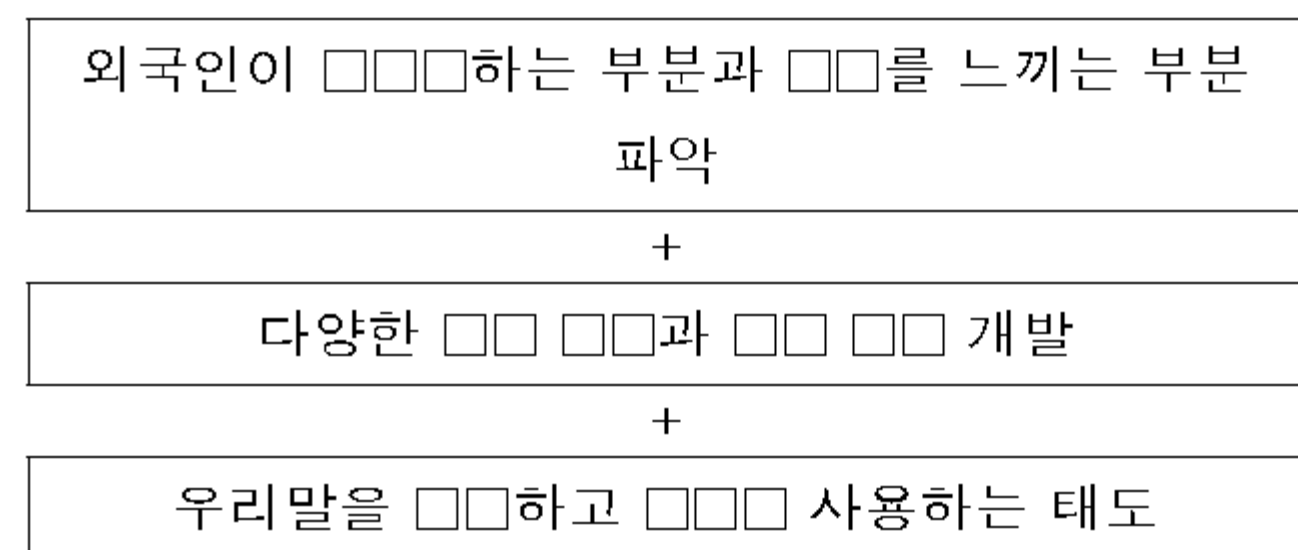 외국인이 □□□하는 부분과 □□를 느끼는 부분
파악
+
다양한 □□ □□과 □□ □□ 개발
+
우리말을 □□하고 □□□ 사용하는 태도